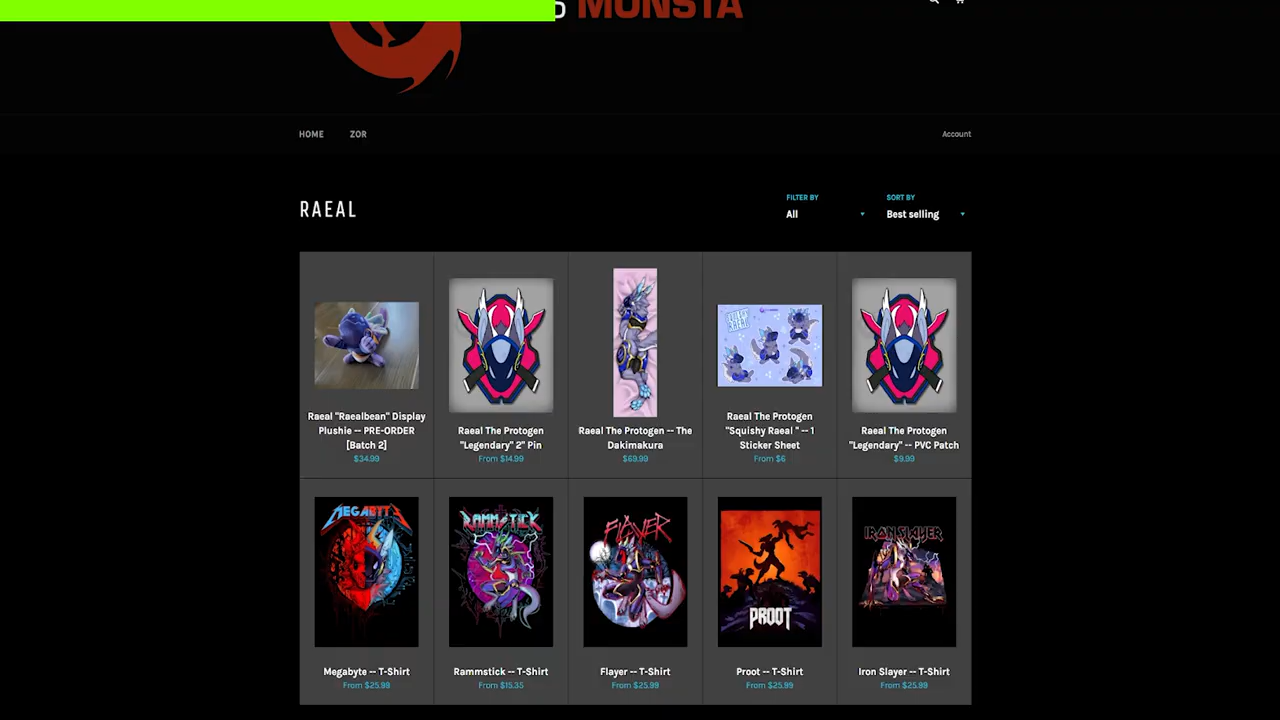 MUNSTA
HOME
ZOR
Account
RAEAL
FILTER BY
All
SORT BY
Best selling
Raeal "Raealbean" Display
Plushie -- PRE-ORDER
[Batch 2]
$34.99
Raeal The Protogen
"Legendary" 2" Pin
From $14.99
Raeal The Protogen -- The
Dakimakura
$69.99
Raeal The Protogen
"Squishy Raeal " -- 1
Sticker Sheet
From $6
Raeal The Protogen
"Legendary" -- PVC Patch
$9.99
MEGABYTE
RAMMSTICK
FLAYER
PROOT
IRON SLAYER
Megabyte -- T-Shirt
From $25.99
Rammstick -- T-Shirt
From $15.35
Flayer -- T-Shirt
From $25.99
Proot -- T-Shirt
From $25.99
Iron Slayer -- T-Shirt
From $25.99